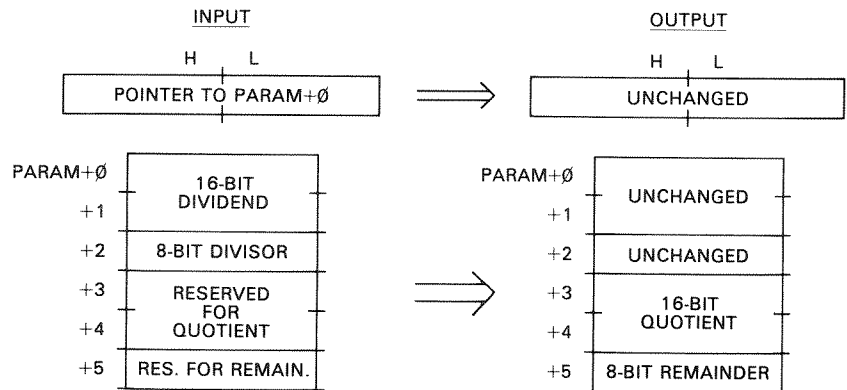 INPUT
OUTPUT
H L
H L
POINTER TO PARAM+Ø
UNCHANGED
PARAM+Ø
16-BIT
DIVIDEND
+1
+2
8-BIT DIVISOR
+3
RESERVED
FOR
QUOTIENT
+4
+5
RES. FOR REMAIN.
PARAM+Ø
UNCHANGED
+1
+2
UNCHANGED
+3
16-BIT
QUOTIENT
+4
+5
8-BIT REMAINDER